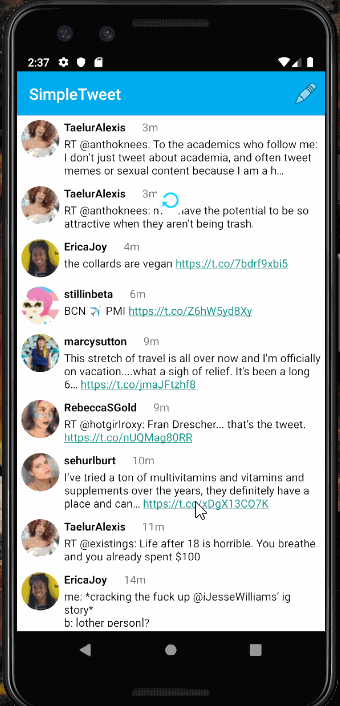 2:37
SimpleTweet
TaelurAlexis 3m
RT @anthoknees: To the academics who follow me:
I don't just tweet about academia, and often tweet
memes or sexual content because I am a h…
TaelurAlexis 3m
RT @anthoknees: have the potential to be so
attractive when they aren't being trash.
EricaJoy 4m
the collards are vegan https://t.co/7bdrf9xbi5
stillinbeta 6m
BCN ✈️ PMI https://t.co/Z6hW5yd8Xy
marcysutton 9m
This stretch of travel is all over now and I'm officially
on vacation....what a sigh of relief. It's been a long
6… https://t.co/jmaJFtzhf8
RebeccaSGold 9m
RT @hotgirlroxy: Fran Drescher... that's the tweet.
https://t.co/nUQMag80RR
sehurlburt 10m
I've tried a ton of multivitamins and vitamins and
supplements over the years, they definitely have a
place and can… https://t.co/xDgX13CO7K
TaelurAlexis 11m
RT @existings: Life after 18 is horrible. You breathe
and you already spent $100
EricaJoy 14m
me: *cracking the fuck up @iJesseWilliams' ig
story*
b: [other person]?